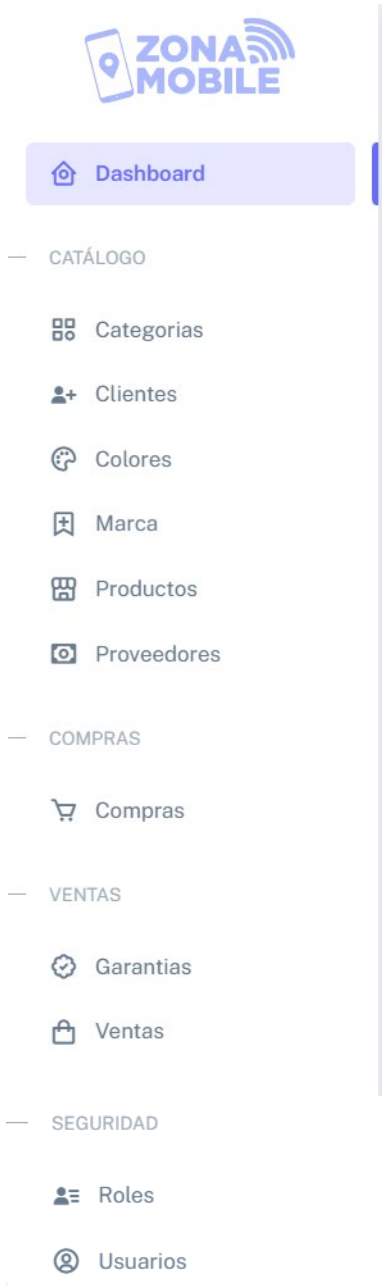 ZONA
MOBILE
Dashboard
CATÁLOGO
Categorias
Clientes
Colores
Marca
Productos
Proveedores
COMPRAS
Compras
VENTAS
Garantias
Ventas
SEGURIDAD
Roles
Usuarios